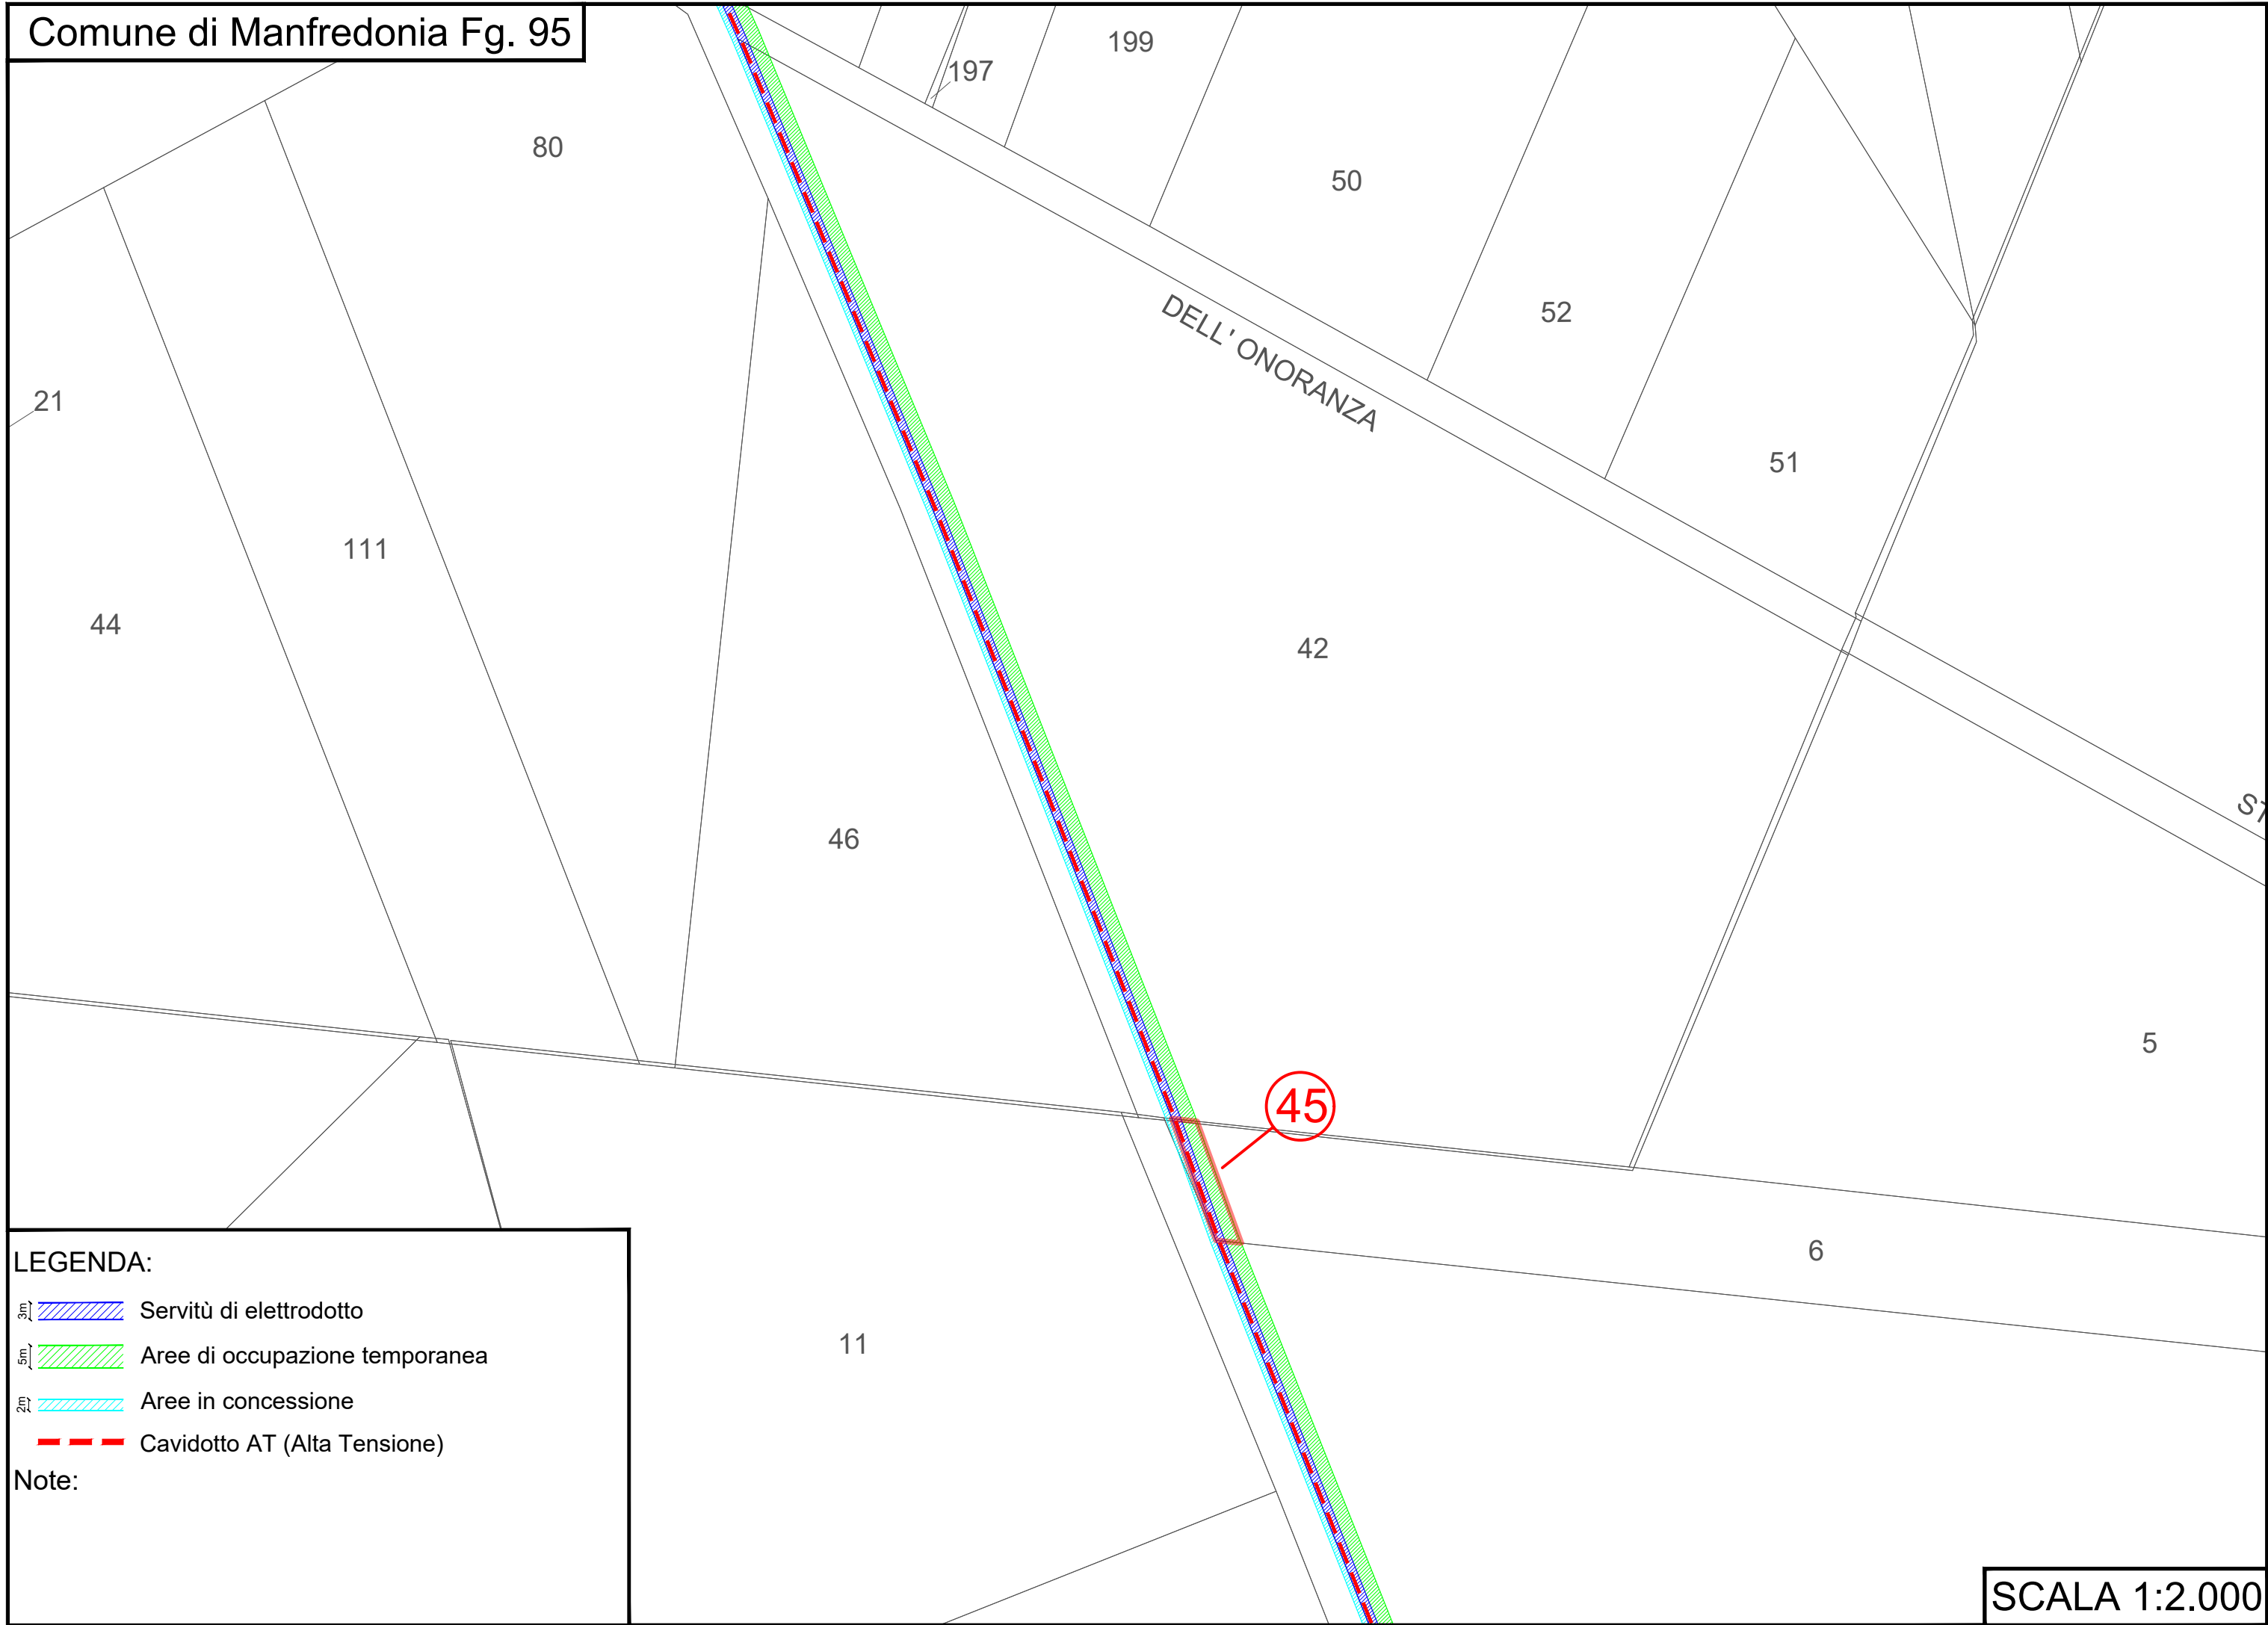 Comune di Manfredonia Fg. 95
199
197
80
50
52
DELL' ONORANZA
21
51
111
44
42
46
ST
5
45
6
11
LEGENDA:
3m Servitù di elettrodotto
5m Aree di occupazione temporanea
2m Aree in concessione
Cavidotto AT (Alta Tensione)
Note:
SCALA 1:2.000